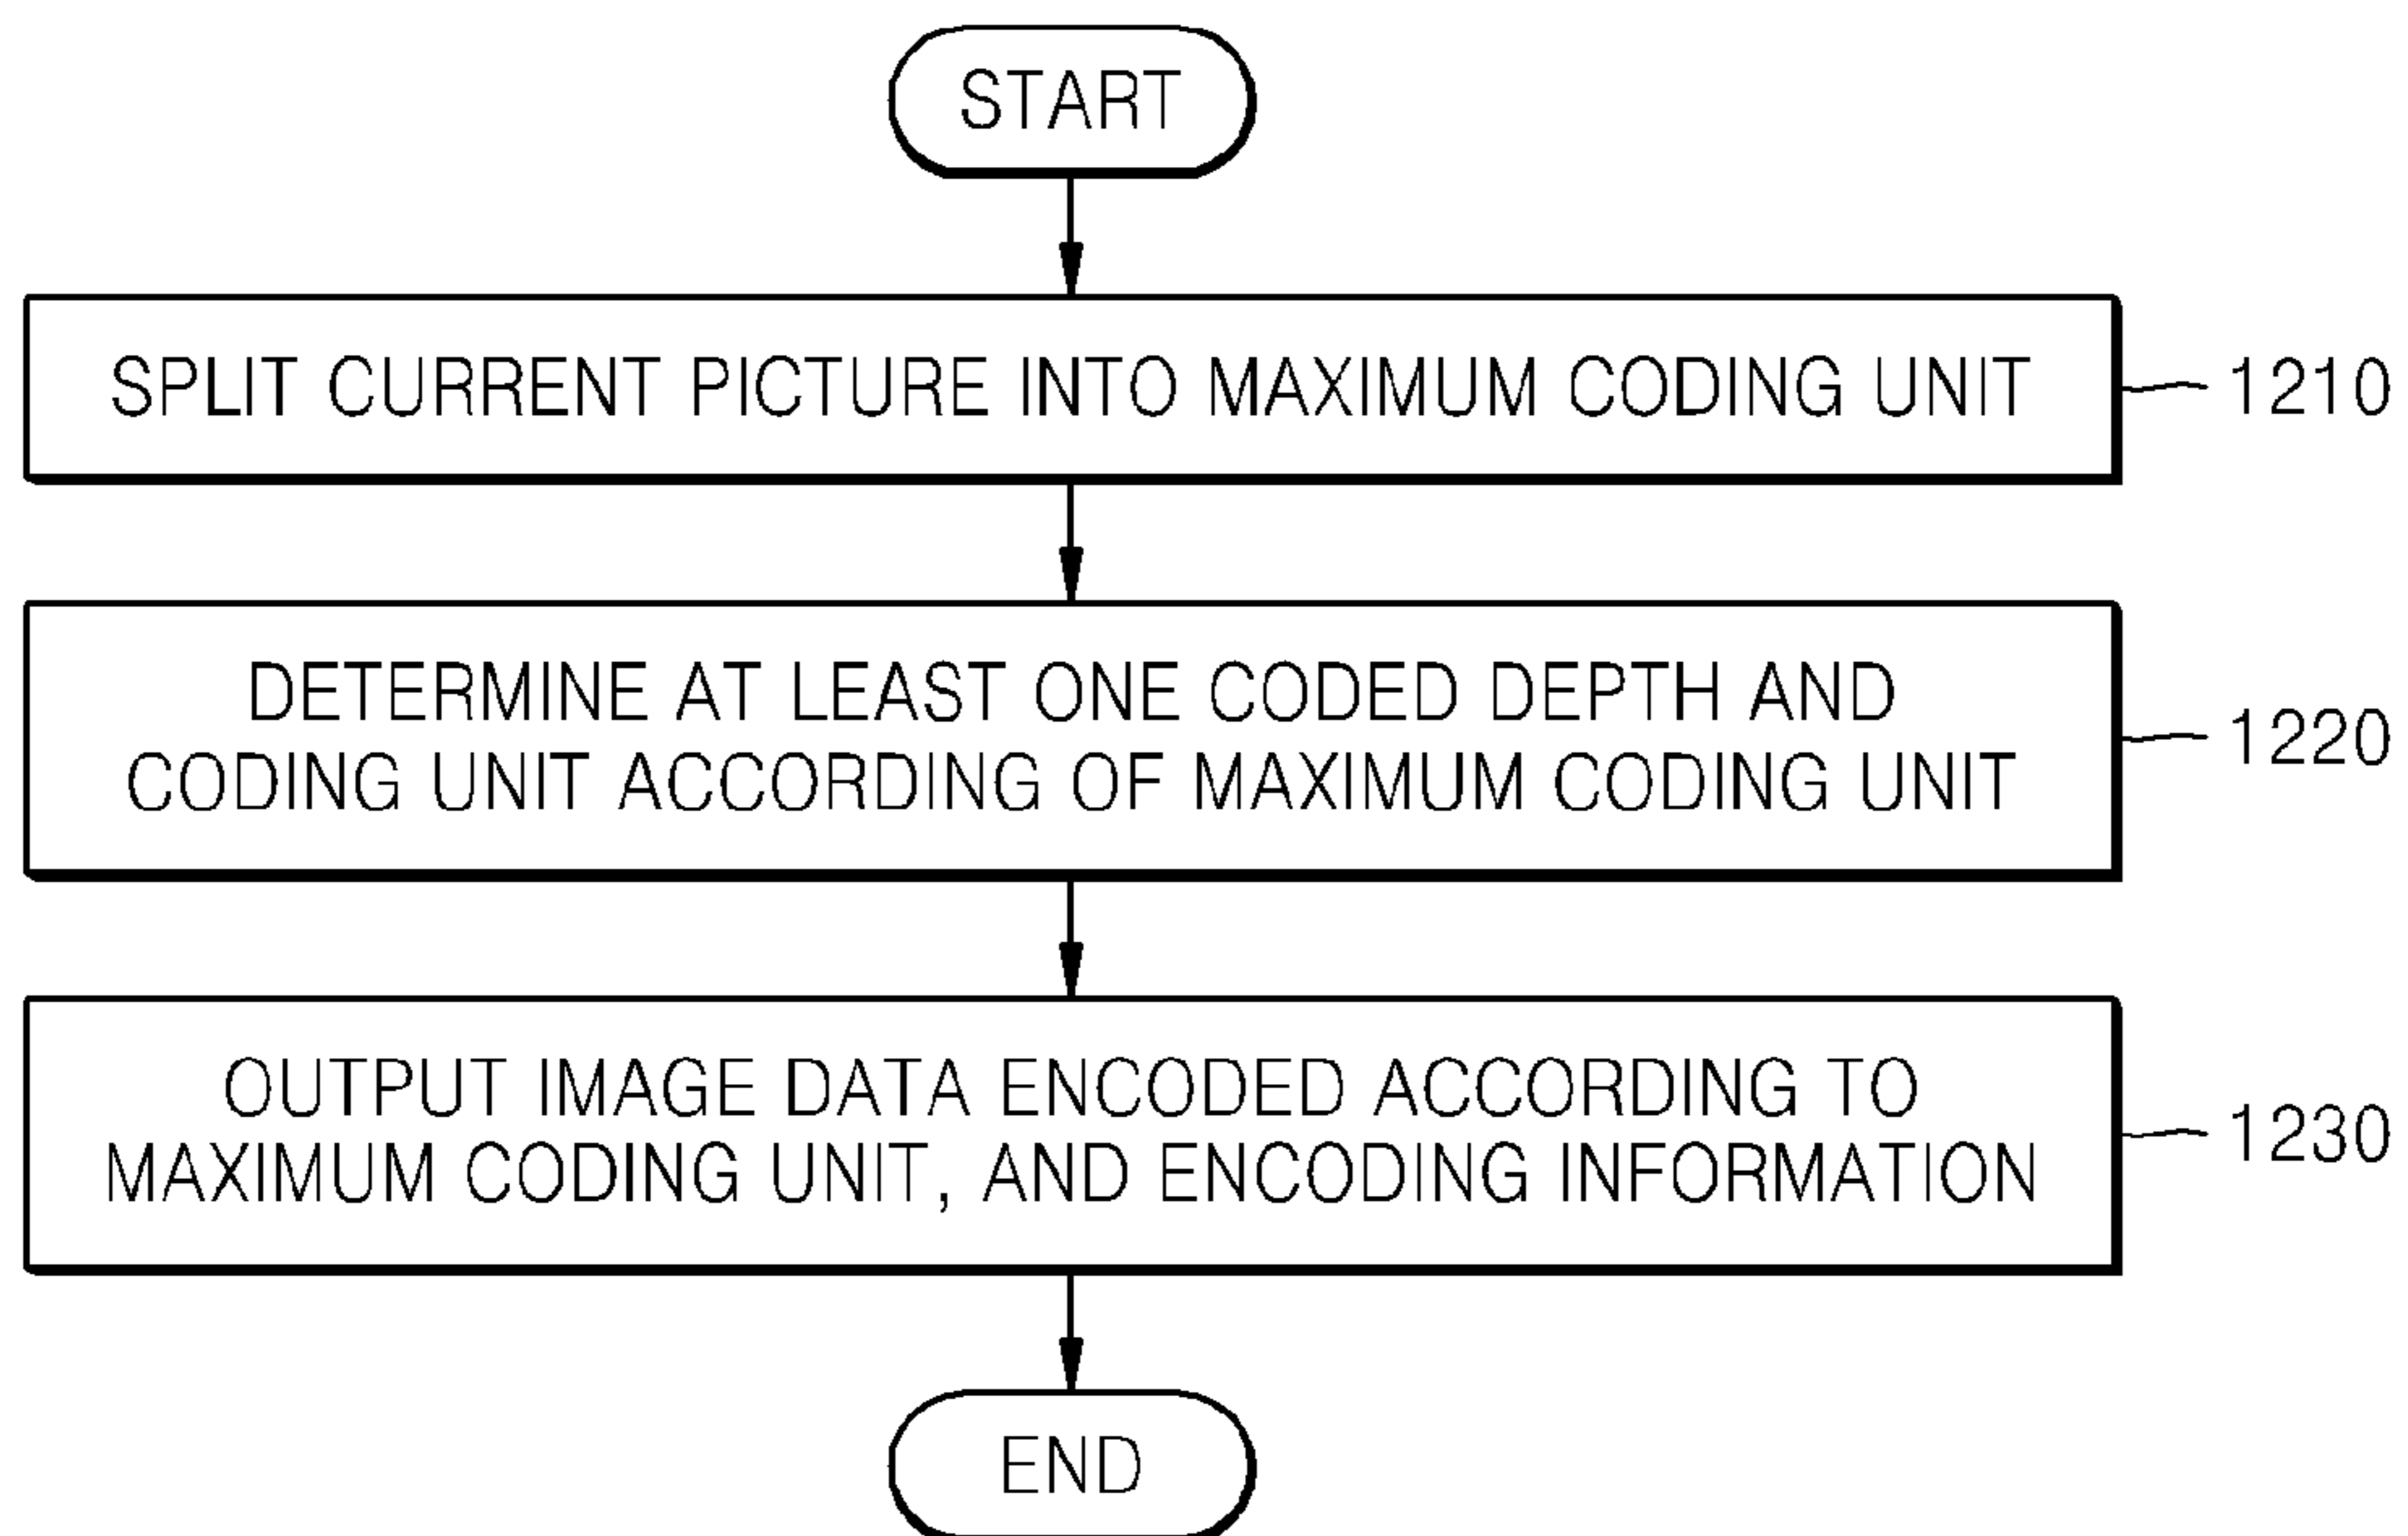 START
SPLIT CURRENT PICTURE INTO MAXIMUM CODING UNIT
1210
DETERMINE AT LEAST ONE CODED DEPTH AND
CODING UNIT ACCORDING OF MAXIMUM CODING UNIT
1220
OUTPUT IMAGE DATA ENCODED ACCORDING TO
MAXIMUM CODING UNIT, AND ENCODING INFORMATION
1230
END